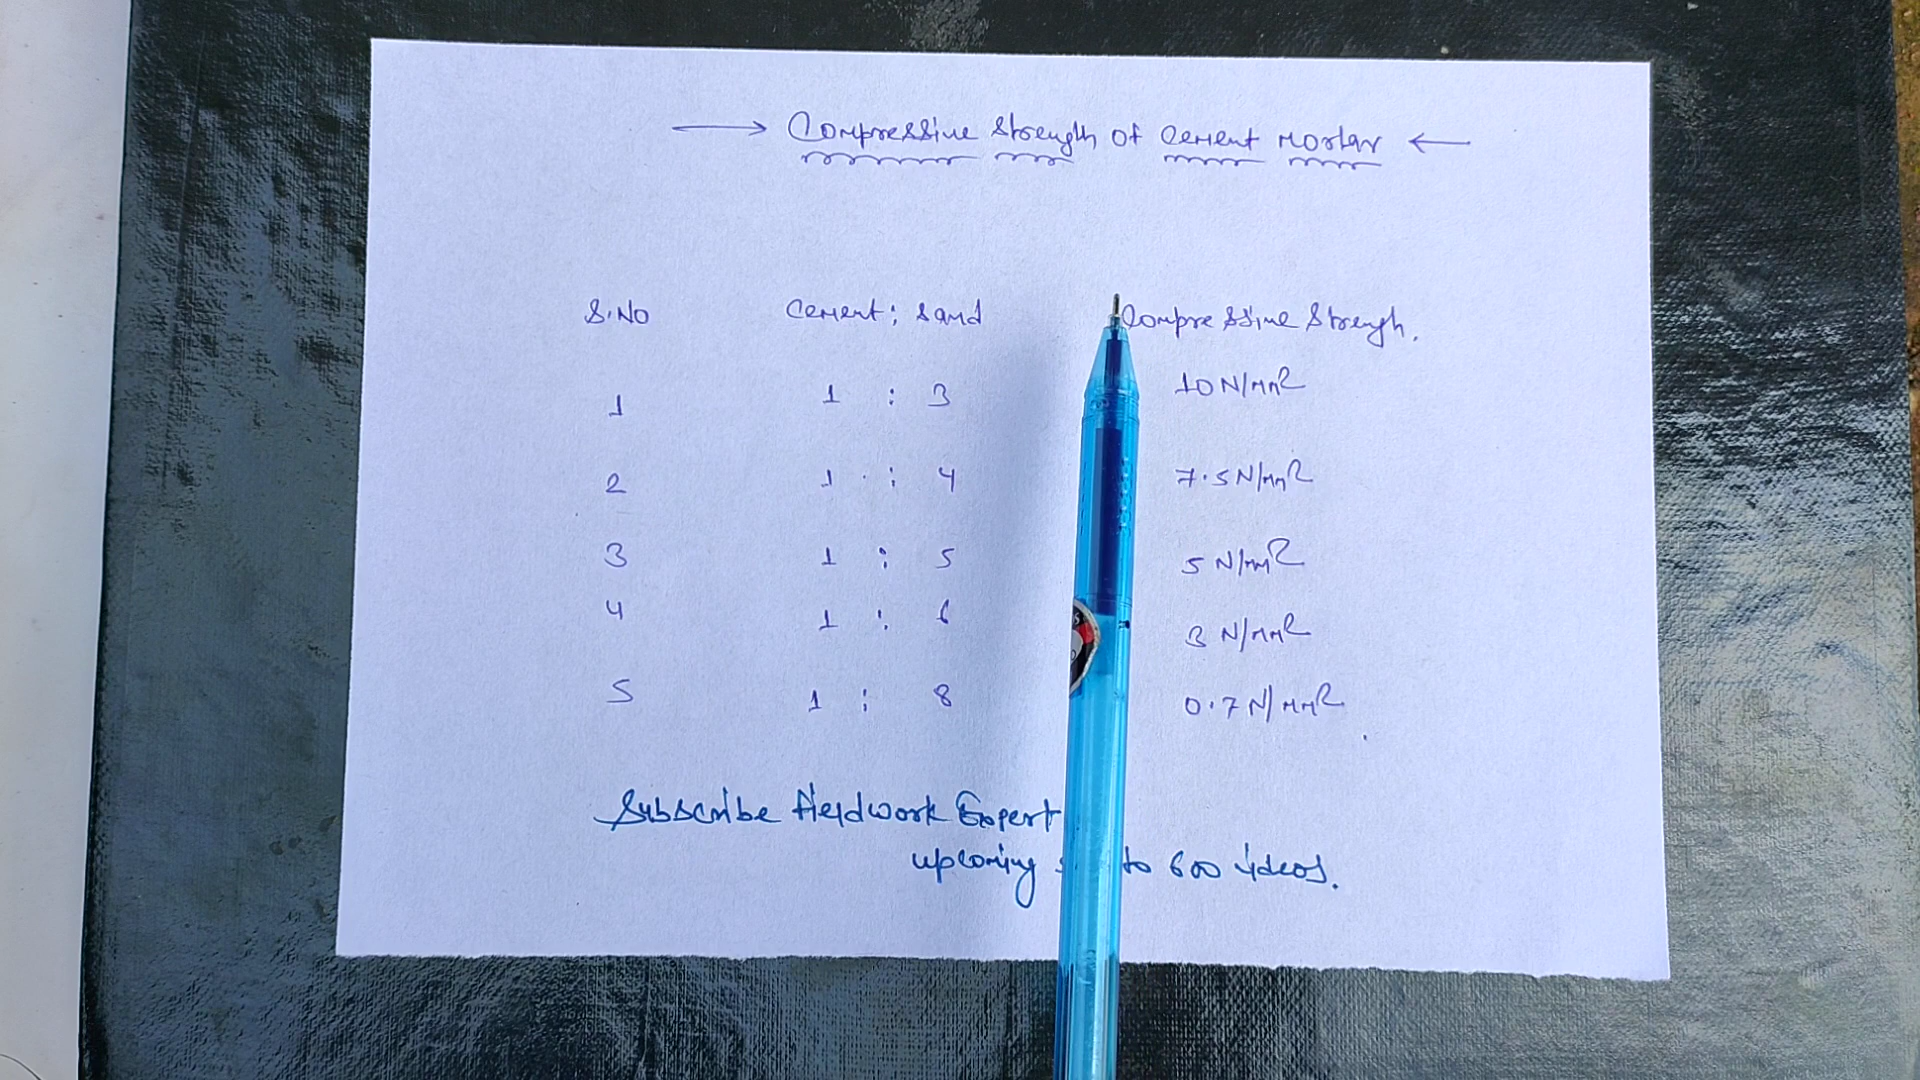 → Compressive Strength of Cement Mortar ←
S.No Cement : Sand Compressive Strengh.
1 1 : 3 10 N/mm2
2 1 : 4 7.5 N/mm2
3 1 : 5 5 N/mm2
4 1 : 6 3 N/mm2
5 1 : 8 0.7 N/mm2
Subscribe fieldwork Expert
upcoming to 600 videos.